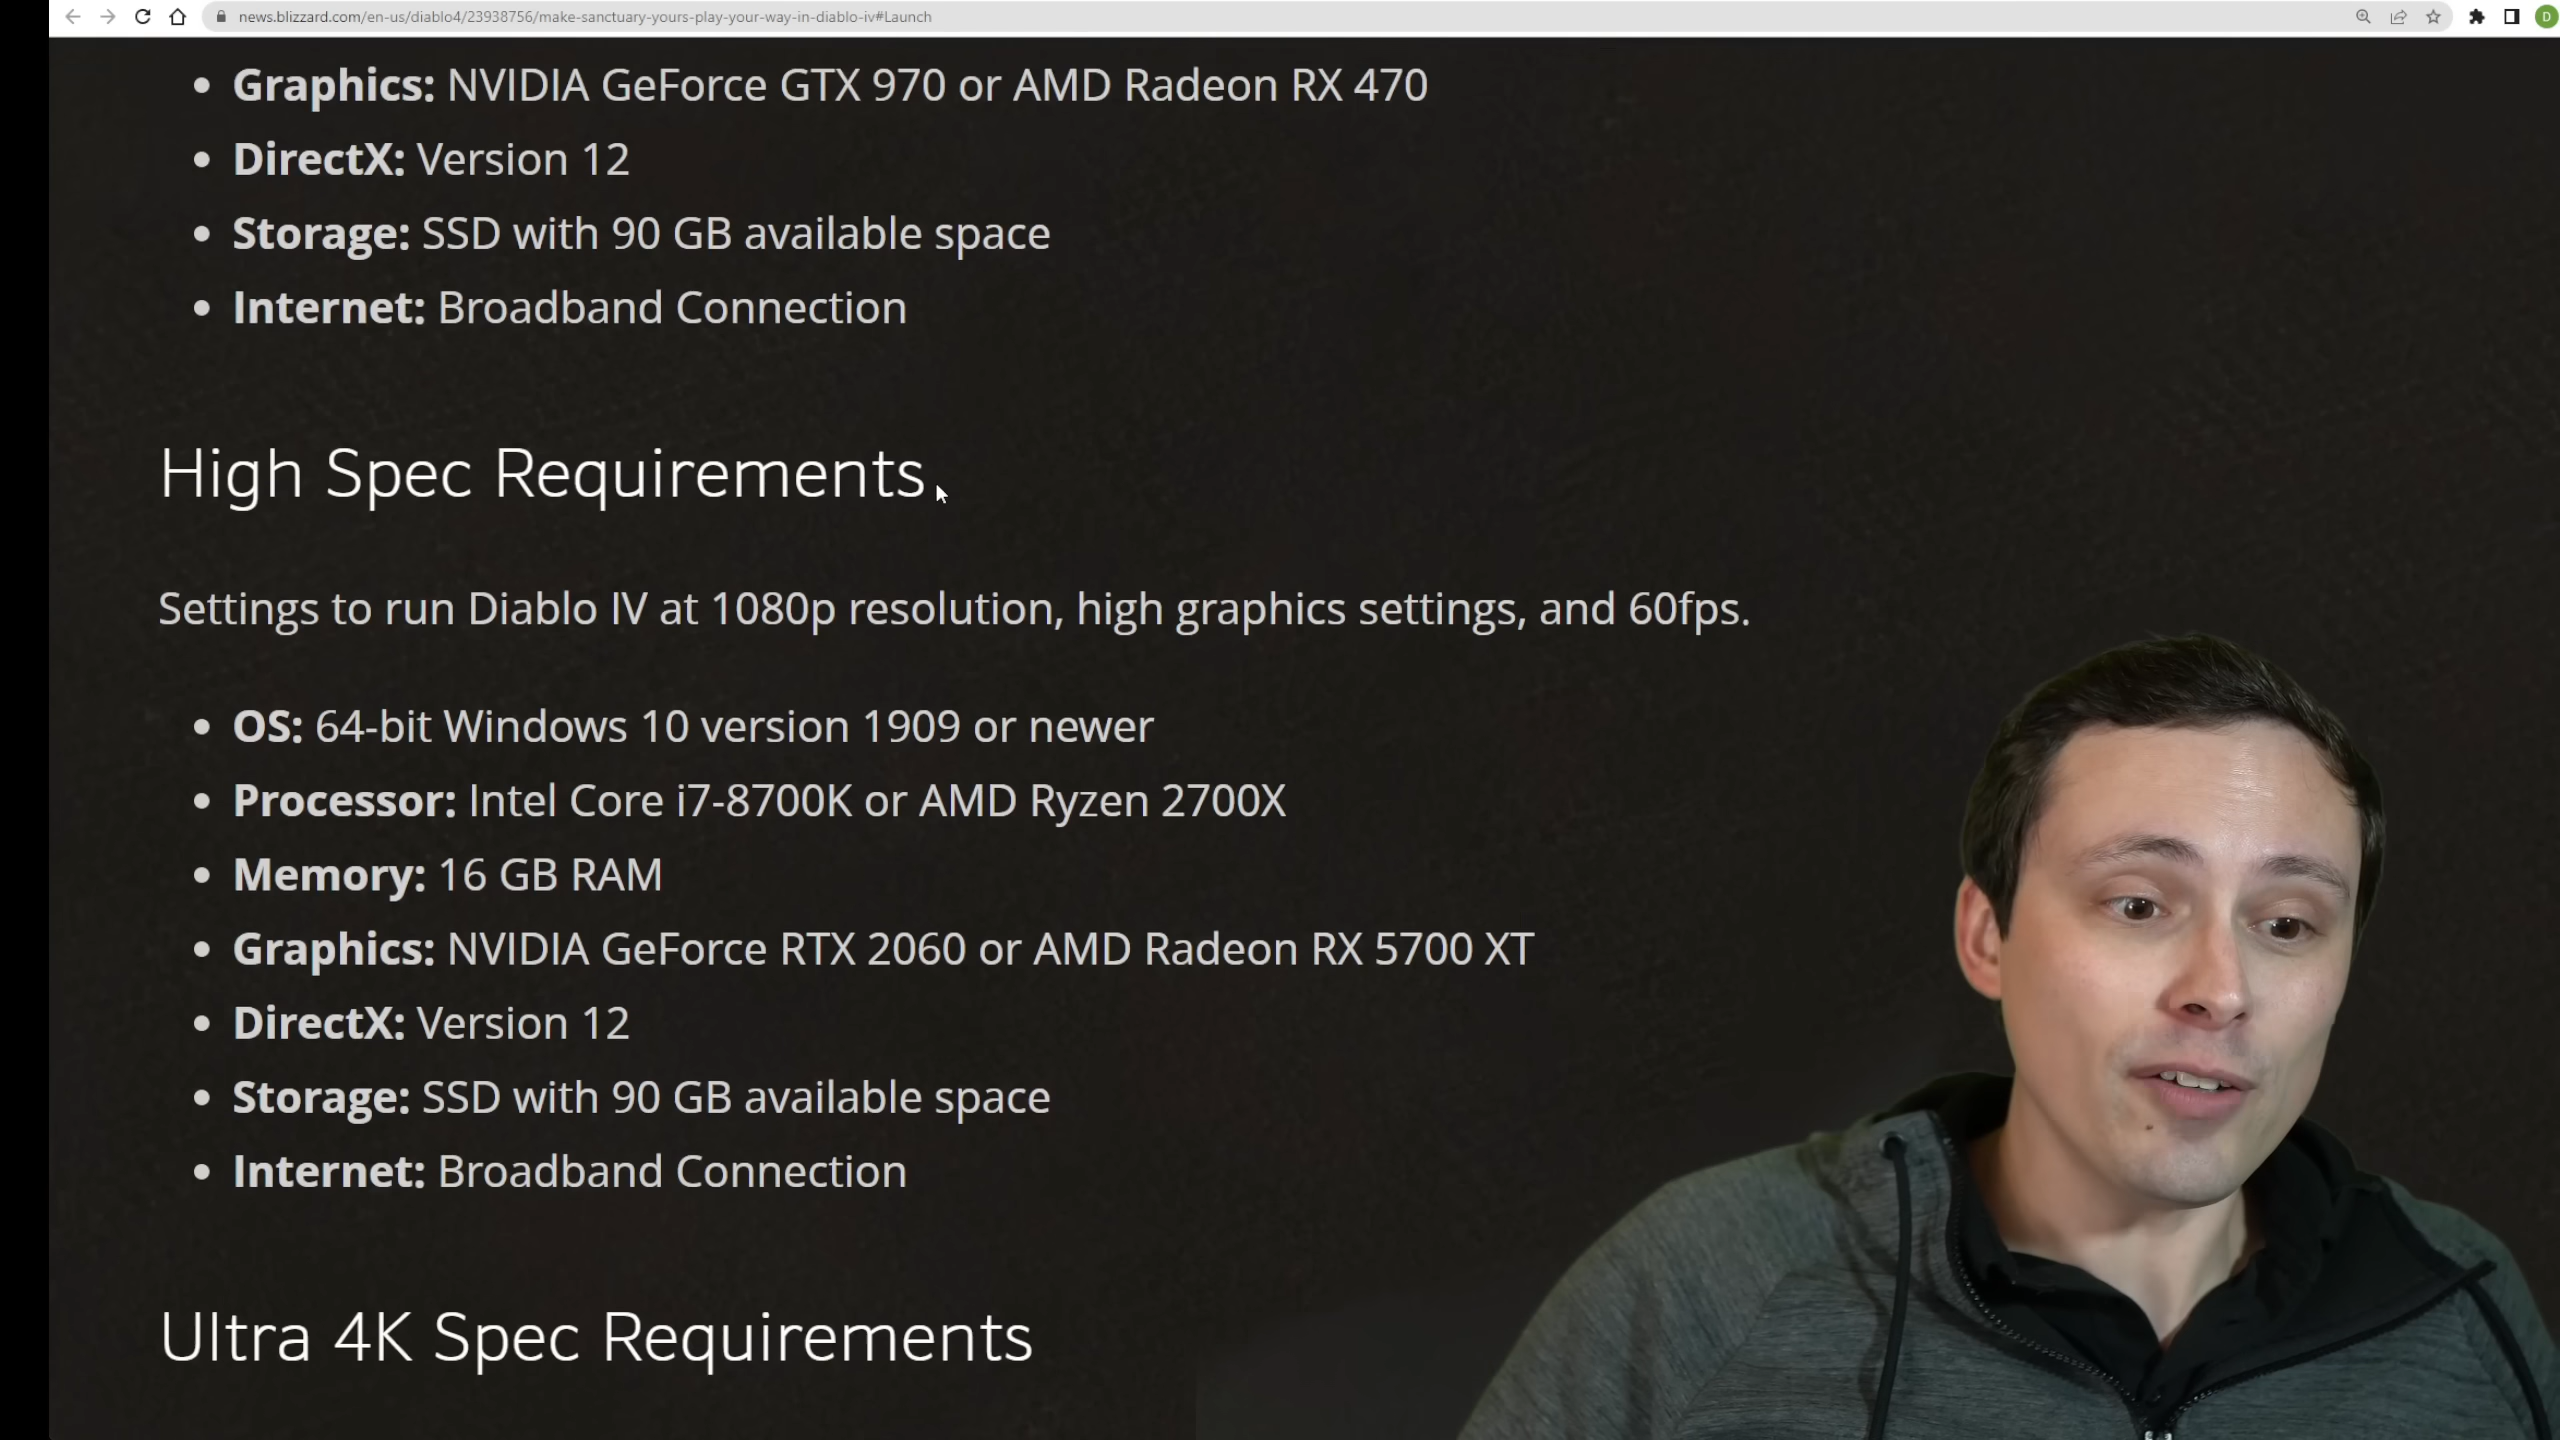 news.blizzard.com/en-us/diablo4/23938756/make-sanctuary-yours-play-your-way-in-diablo-iv#Launch
D
• Graphics: NVIDIA GeForce GTX 970 or AMD Radeon RX 470
• DirectX: Version 12
• Storage: SSD with 90 GB available space
• Internet: Broadband Connection
High Spec Requirements
Settings to run Diablo IV at 1080p resolution, high graphics settings, and 60fps.
• OS: 64-bit Windows 10 version 1909 or newer
• Processor: Intel Core i7-8700K or AMD Ryzen 2700X
• Memory: 16 GB RAM
• Graphics: NVIDIA GeForce RTX 2060 or AMD Radeon RX 5700 XT
• DirectX: Version 12
• Storage: SSD with 90 GB available space
• Internet: Broadband Connection
Ultra 4K Spec Requirements